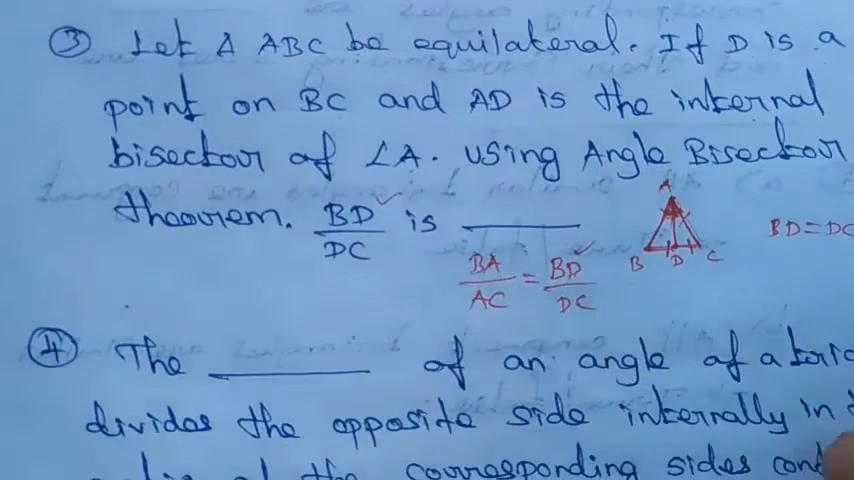 ③ Let Δ ABC be equilateral. If D is a
point on BC and AD is the internal
bisector of ∠A. Using Angle Bisector
theorem. BD/DC is ______
A
B D C
BD = DC
BA/AC = BD/DC
④ The ______ of an angle of a
divides the opposite side internally in
of the corresponding sides